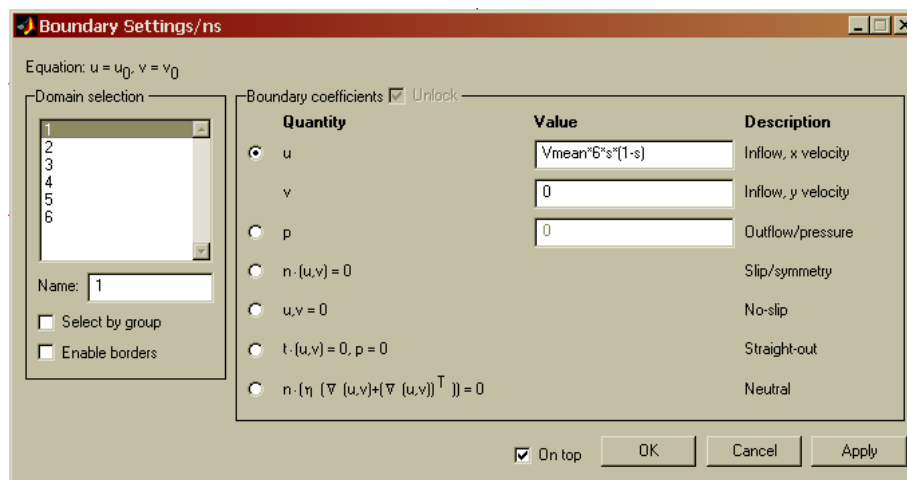 Boundary Settings/ns
Equation: u = u0, v = v0
Domain selection
1
2
3
4
5
6
Name: 1
Select by group
Enable borders
Boundary coefficients Unlock
Quantity Value Description
u Vmean*6*s*(1-s) Inflow, x velocity
v 0 Inflow, y velocity
p 0 Outflow/pressure
n·(u,v) = 0 Slip/symmetry
u,v = 0 No-slip
t·(u,v) = 0, p = 0 Straight-out
n·(η (∇ (u,v)+(∇ (u,v))ᵀ )) = 0 Neutral
On top OK Cancel Apply